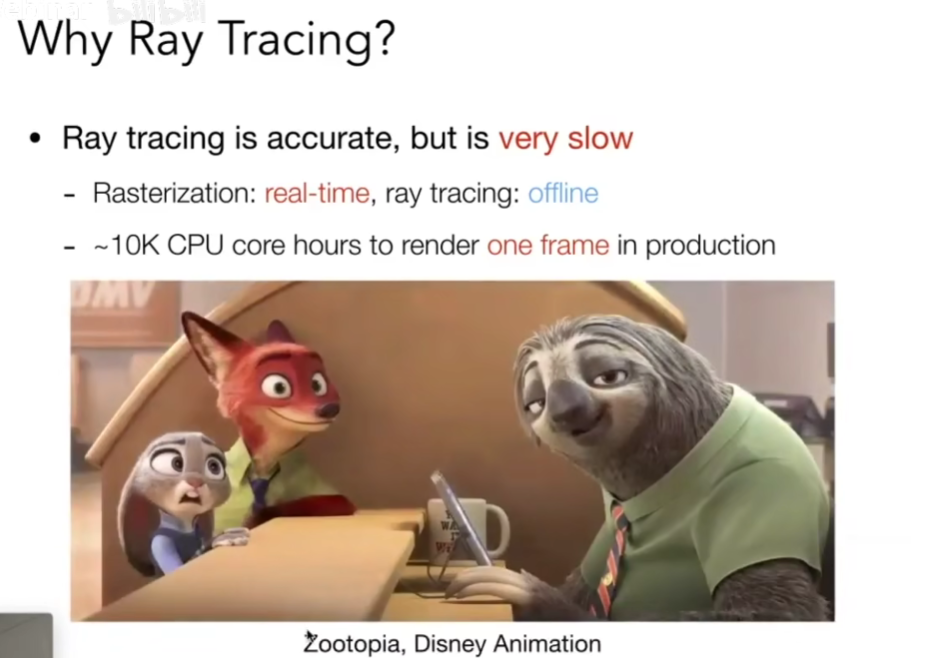 bilibili
Why Ray Tracing?
• Ray tracing is accurate, but is very slow
- Rasterization: real-time, ray tracing: offline
- ~10K CPU core hours to render one frame in production
DMV
Zootopia, Disney Animation